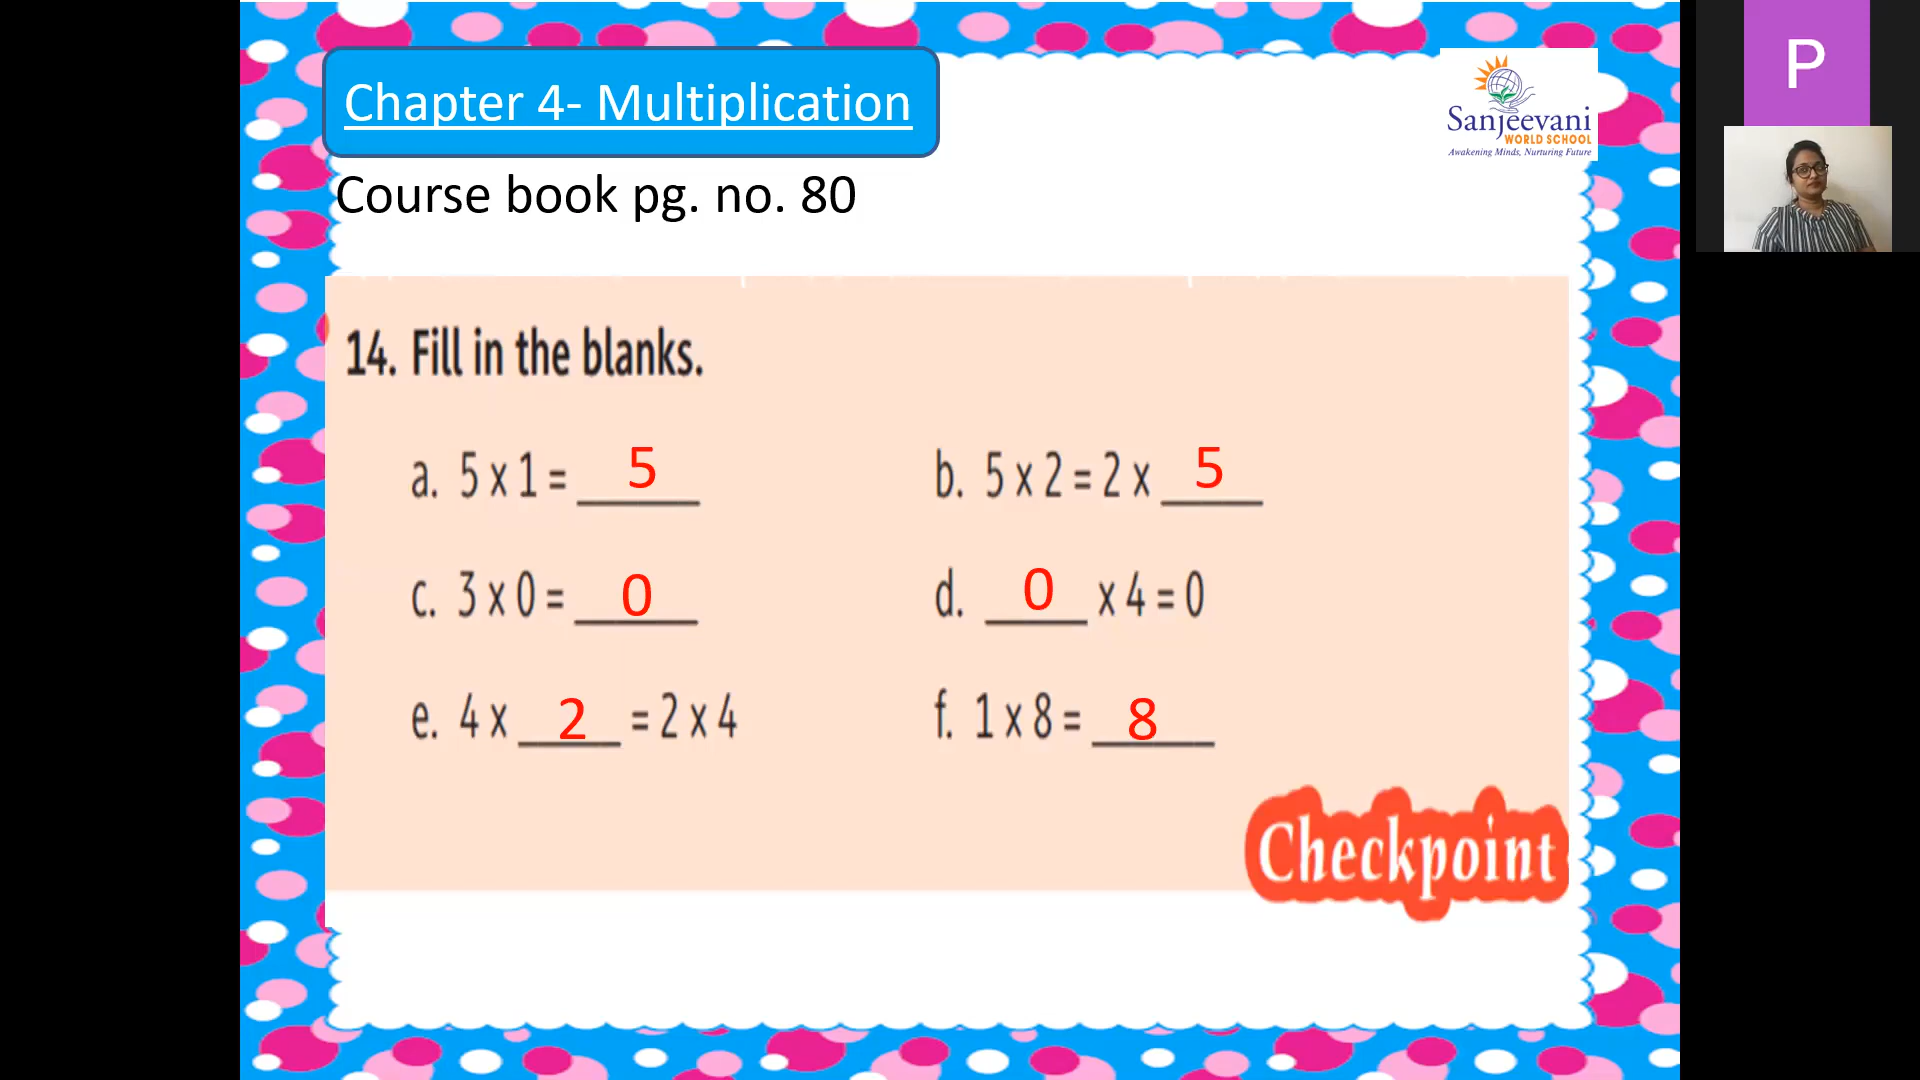 Chapter 4- Multiplication
Sanjeevani
WORLD SCHOOL
Awakening Minds, Nurturing Future
P
Course book pg. no. 80
14. Fill in the blanks.
a. 5 x 1 = 5
b. 5 x 2 = 2 x 5
c. 3 x 0 = 0
d. 0 x 4 = 0
e. 4 x 2 = 2 x 4
f. 1 x 8 = 8
Checkpoint